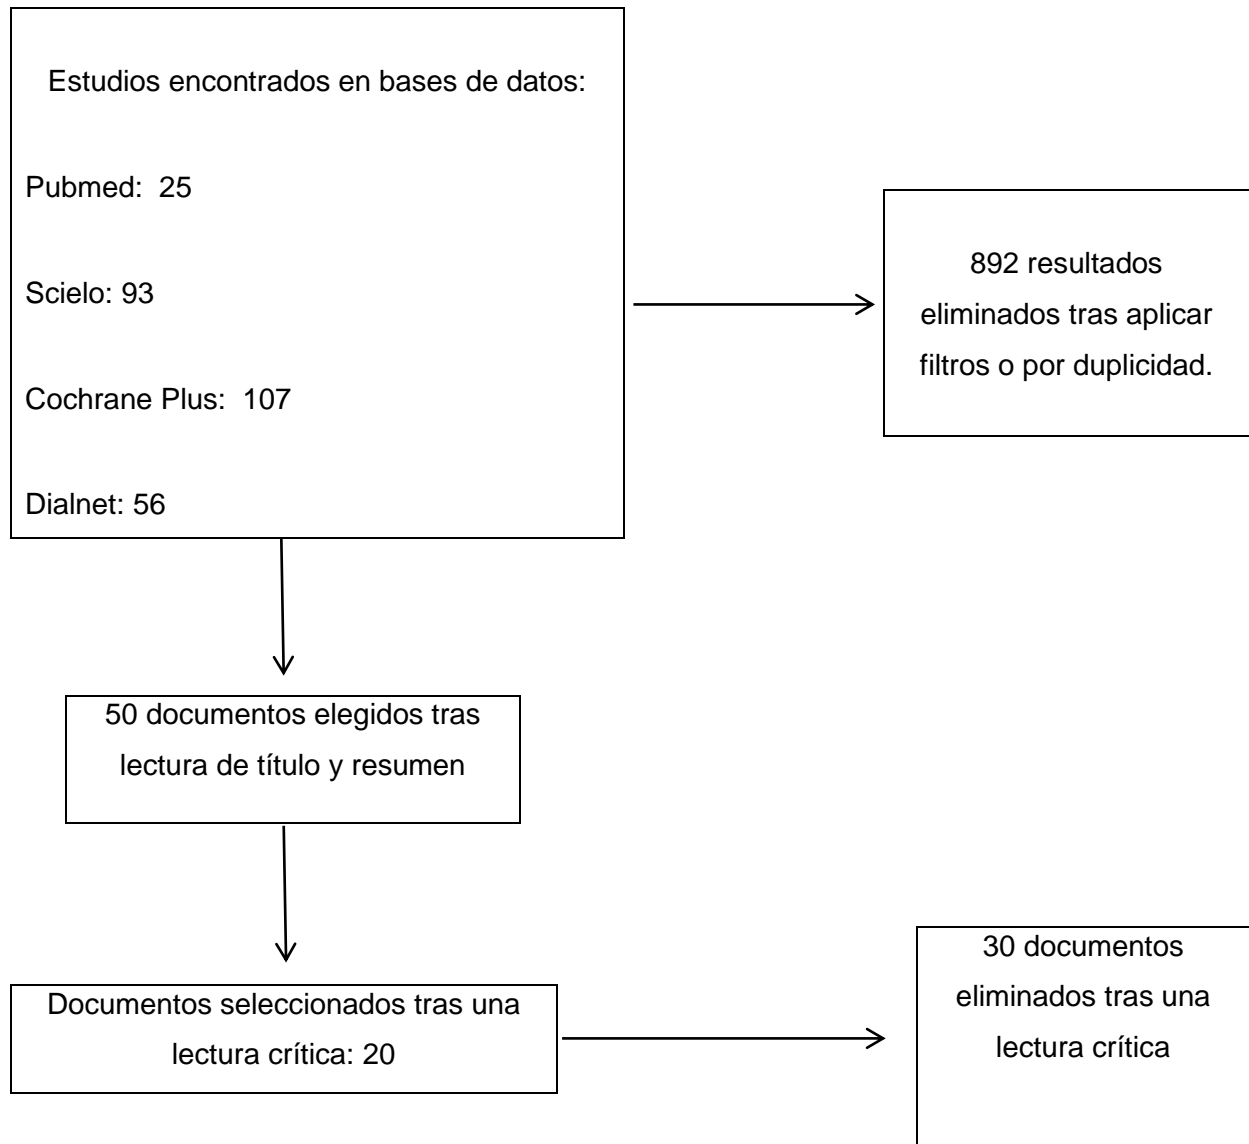 Estudios encontrados en bases de datos:
Pubmed:  25
Scielo: 93
Cochrane Plus:  107
Dialnet: 56
892 resultados
eliminados tras aplicar
filtros o por duplicidad.
50 documentos elegidos tras
lectura de título y resumen
Documentos seleccionados tras una
lectura crítica: 20
30 documentos
eliminados tras una
lectura crítica